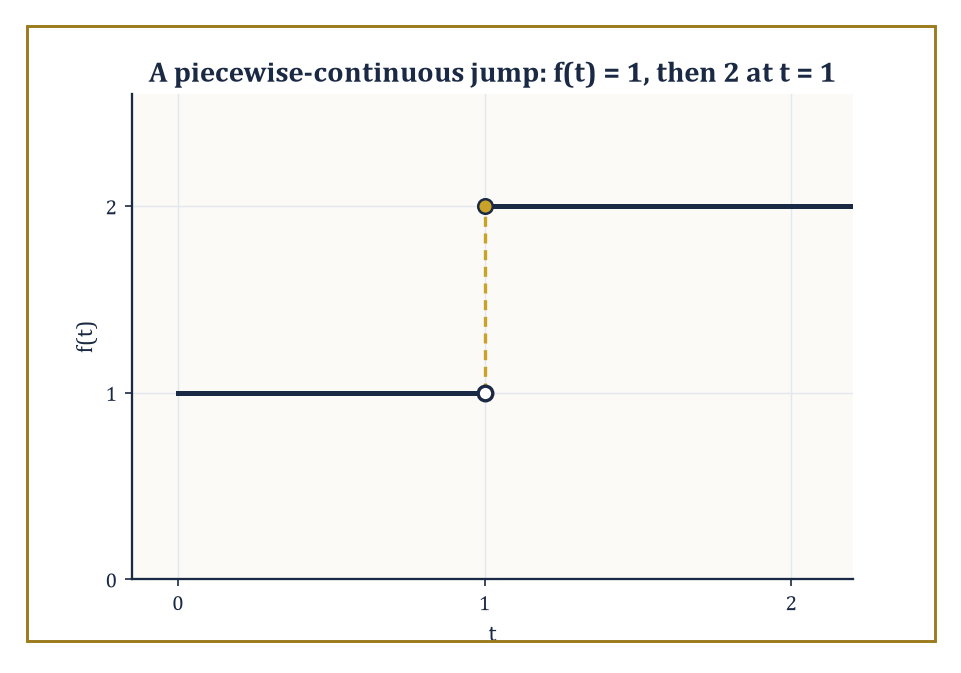 A piecewise-continuous jump: f(t) = 1, then 2 at t = 1
2
1
0
f(t)
0 1 2
t